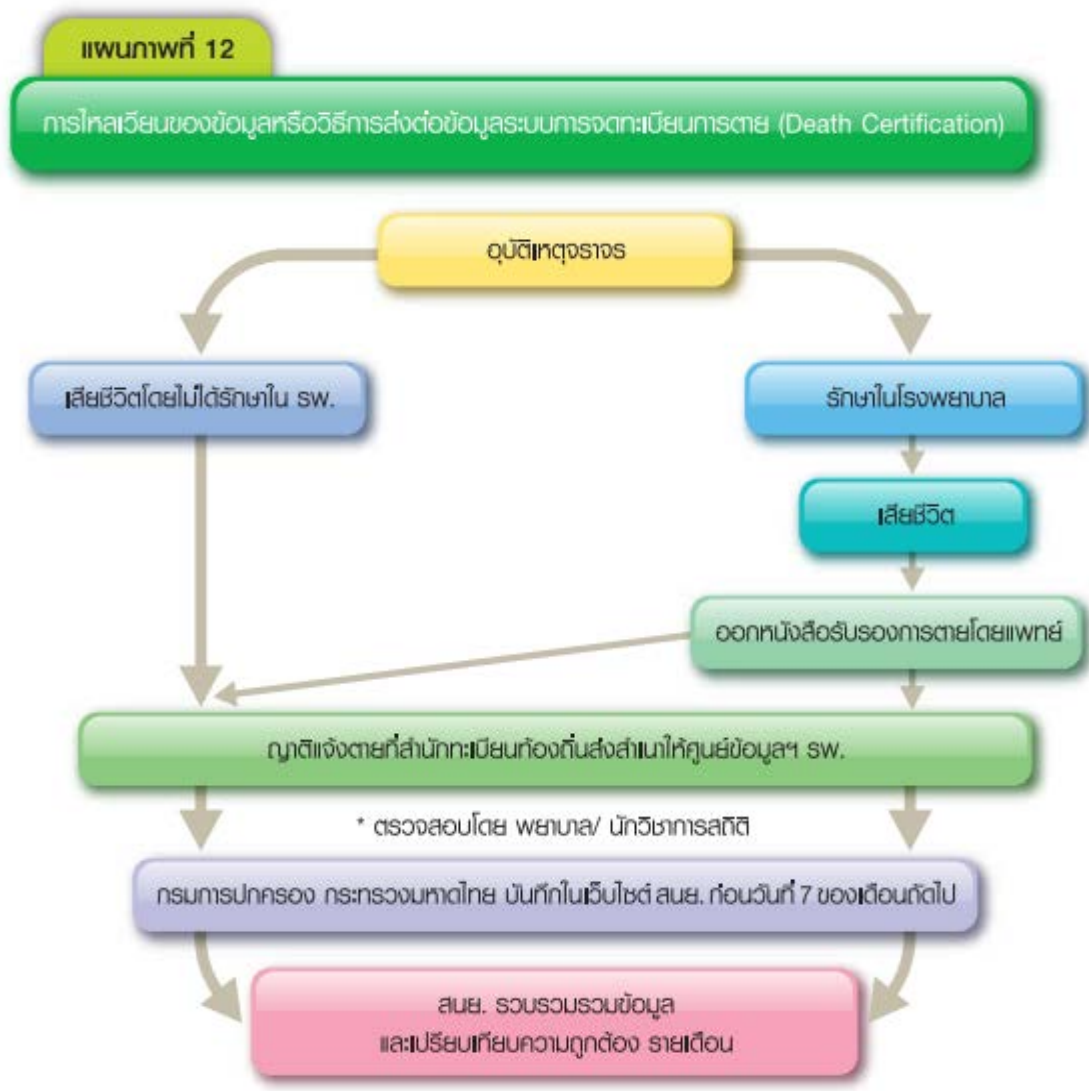 แผนภาพที่ 12
การไหลเวียนของข้อมูลหรือวิธีการส่งต่อข้อมูลระบบการจดทะเบียนการตาย (Death Certification)
อุบัติเหตุจราจร
เสียชีวิตโดยไม่ได้รักษาใน รพ.
รักษาในโรงพยาบาล
เสียชีวิต
ออกหนังสือรับรองการตายโดยแพทย์
ญาติแจ้งตายที่สำนักทะเบียนท้องถิ่นส่งสำเนาให้ศูนย์ข้อมูลฯ รพ.
* ตรวจสอบโดย พยาบาล/ นักวิชาการสถิติ
กรมการปกครอง กระทรวงมหาดไทย บันทึกในเว็บไซต์ สนย. ก่อนวันที่ 7 ของเดือนถัดไป
สนย. รวบรวมรวมข้อมูล
และเปรียบเทียบความถูกต้อง รายเดือน